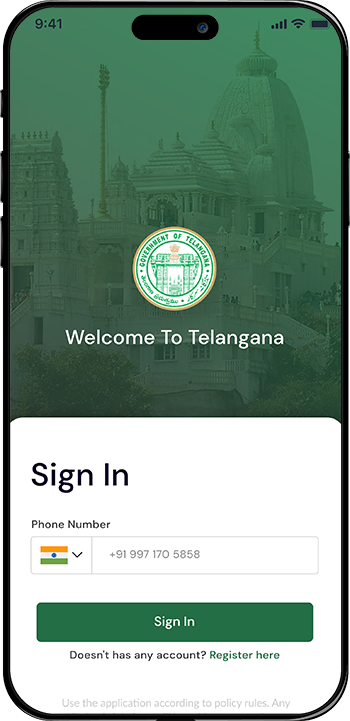 9:41
GOVERNMENT OF TELANGANA
Welcome To Telangana
Sign In
Phone Number
+91 997 170 5858
Sign In
Doesn't has any account? Register here
Use the application according to policy rules. Any